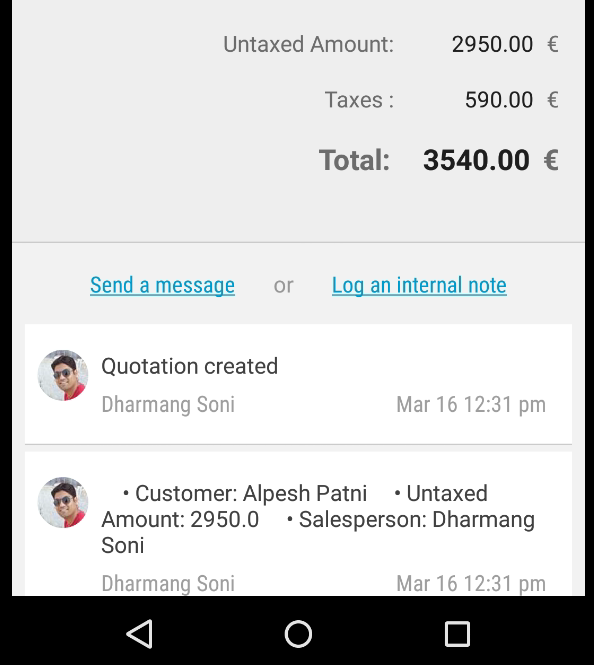 Untaxed Amount: 2950.00 €
Taxes : 590.00 €
Total: 3540.00 €
Send a message or Log an internal note
Quotation created
Dharmang Soni Mar 16 12:31 pm
• Customer: Alpesh Patni • Untaxed
Amount: 2950.0 • Salesperson: Dharmang
Soni
Dharmang Soni Mar 16 12:31 pm